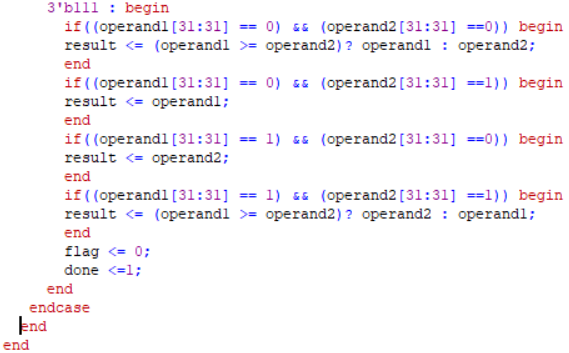 3'b111 : begin
if((operand1[31:31] == 0) && (operand2[31:31] ==0)) begin
result <= (operand1 >= operand2)? operand1 : operand2;
end
if((operand1[31:31] == 0) && (operand2[31:31] ==1)) begin
result <= operand1;
end
if((operand1[31:31] == 1) && (operand2[31:31] ==0)) begin
result <= operand2;
end
if((operand1[31:31] == 1) && (operand2[31:31] ==1)) begin
result <= (operand1 >= operand2)? operand2 : operand1;
end
flag <= 0;
done <=1;
end
endcase
end
end